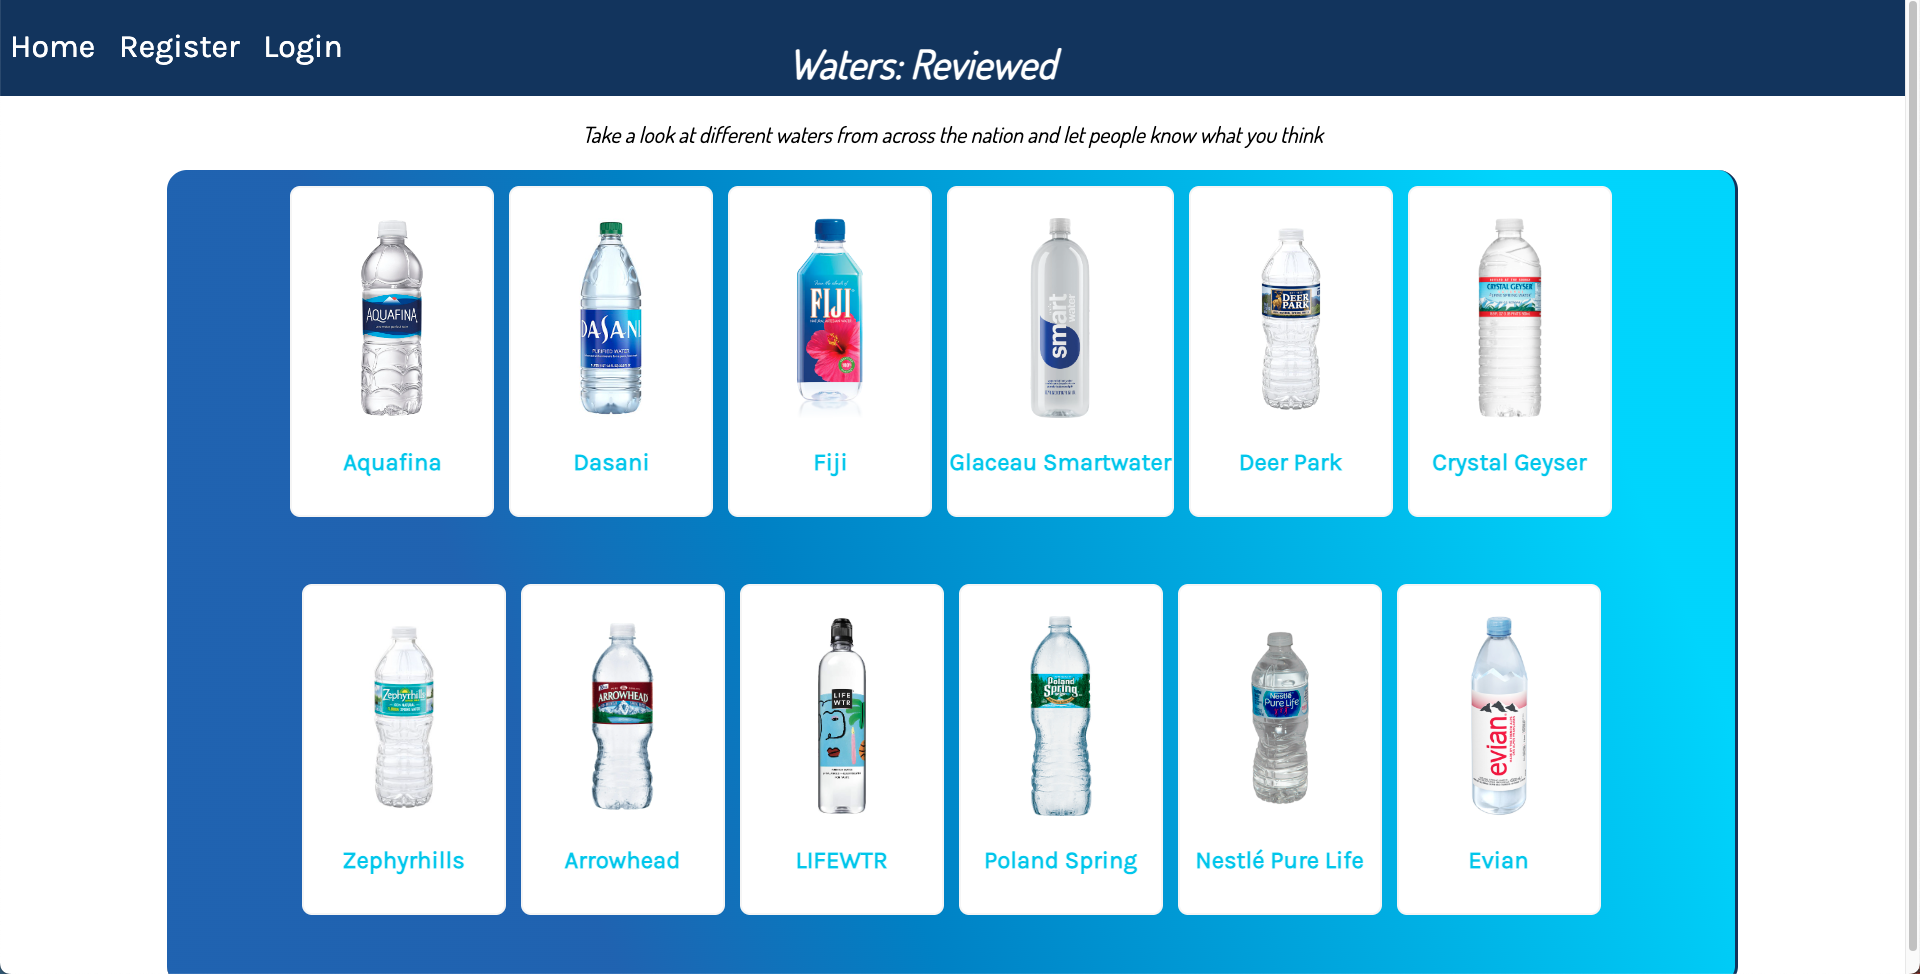 Home Register Login
Waters: Reviewed
Take a look at different waters from across the nation and let people know what you think
AQUAFINA
DASANI
PURIFIED WATER
FIJI
smart
water
DEER
PARK
CRYSTAL GEYSER
Aquafina
Dasani
Fiji
Glaceau Smartwater
Deer Park
Crystal Geyser
Zephyrhills
ARROWHEAD
LIFE
WTR
Poland
Spring
Nestlé
Pure Life
evian
Zephyrhills
Arrowhead
LIFEWTR
Poland Spring
Nestlé Pure Life
Evian